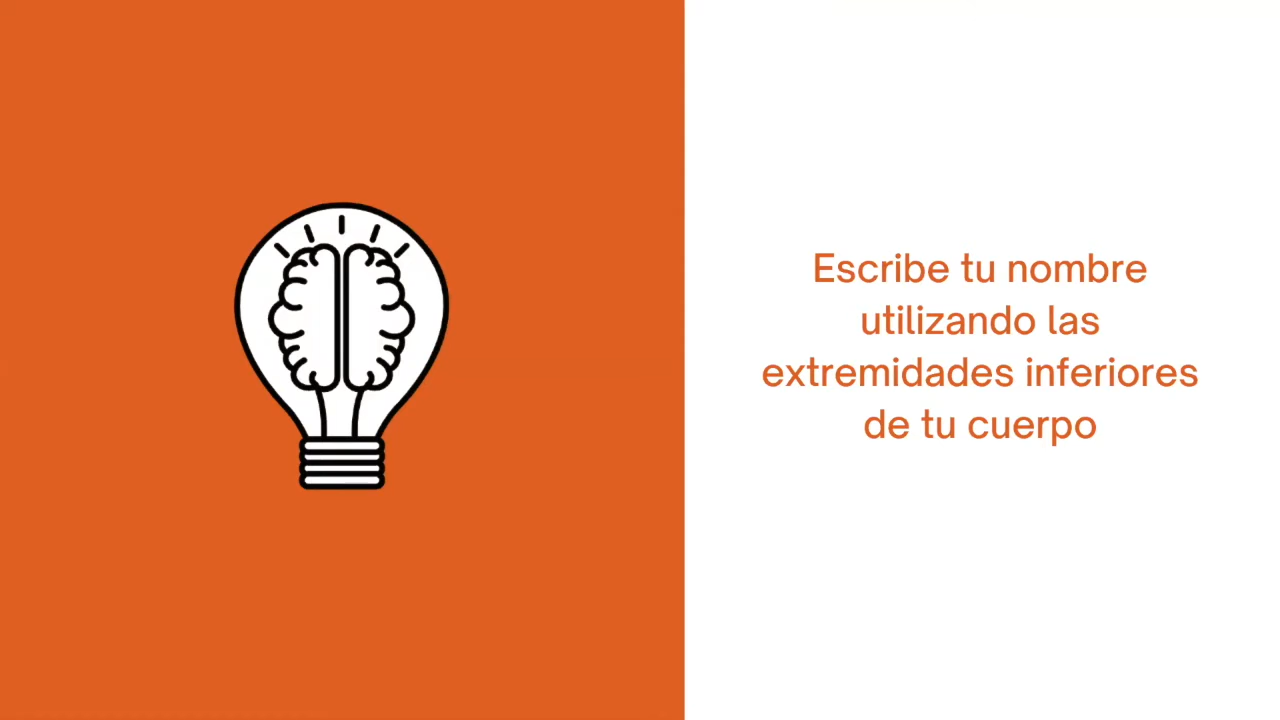 Escribe tu nombre
utilizando las
extremidades inferiores
de tu cuerpo